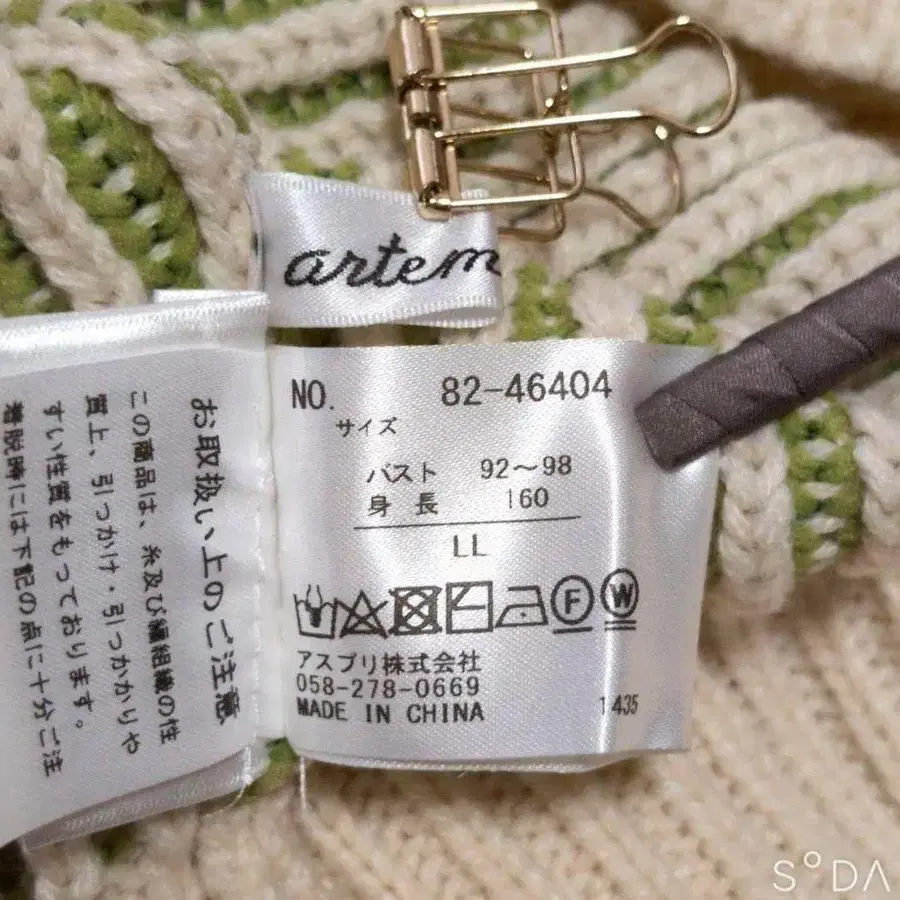 artem
NO. 82-46404
サイズ
バスト 92〜98
身長 160
LL
F W
アスプリ株式会社
058-278-0669
MADE IN CHINA 1435
お取扱い上のご注意
この商品は、糸及び編組織の性
質上、引っかけ・引っかかりや
すい性質をもっております。
着脱時には下記の点に十分ご注
SODA